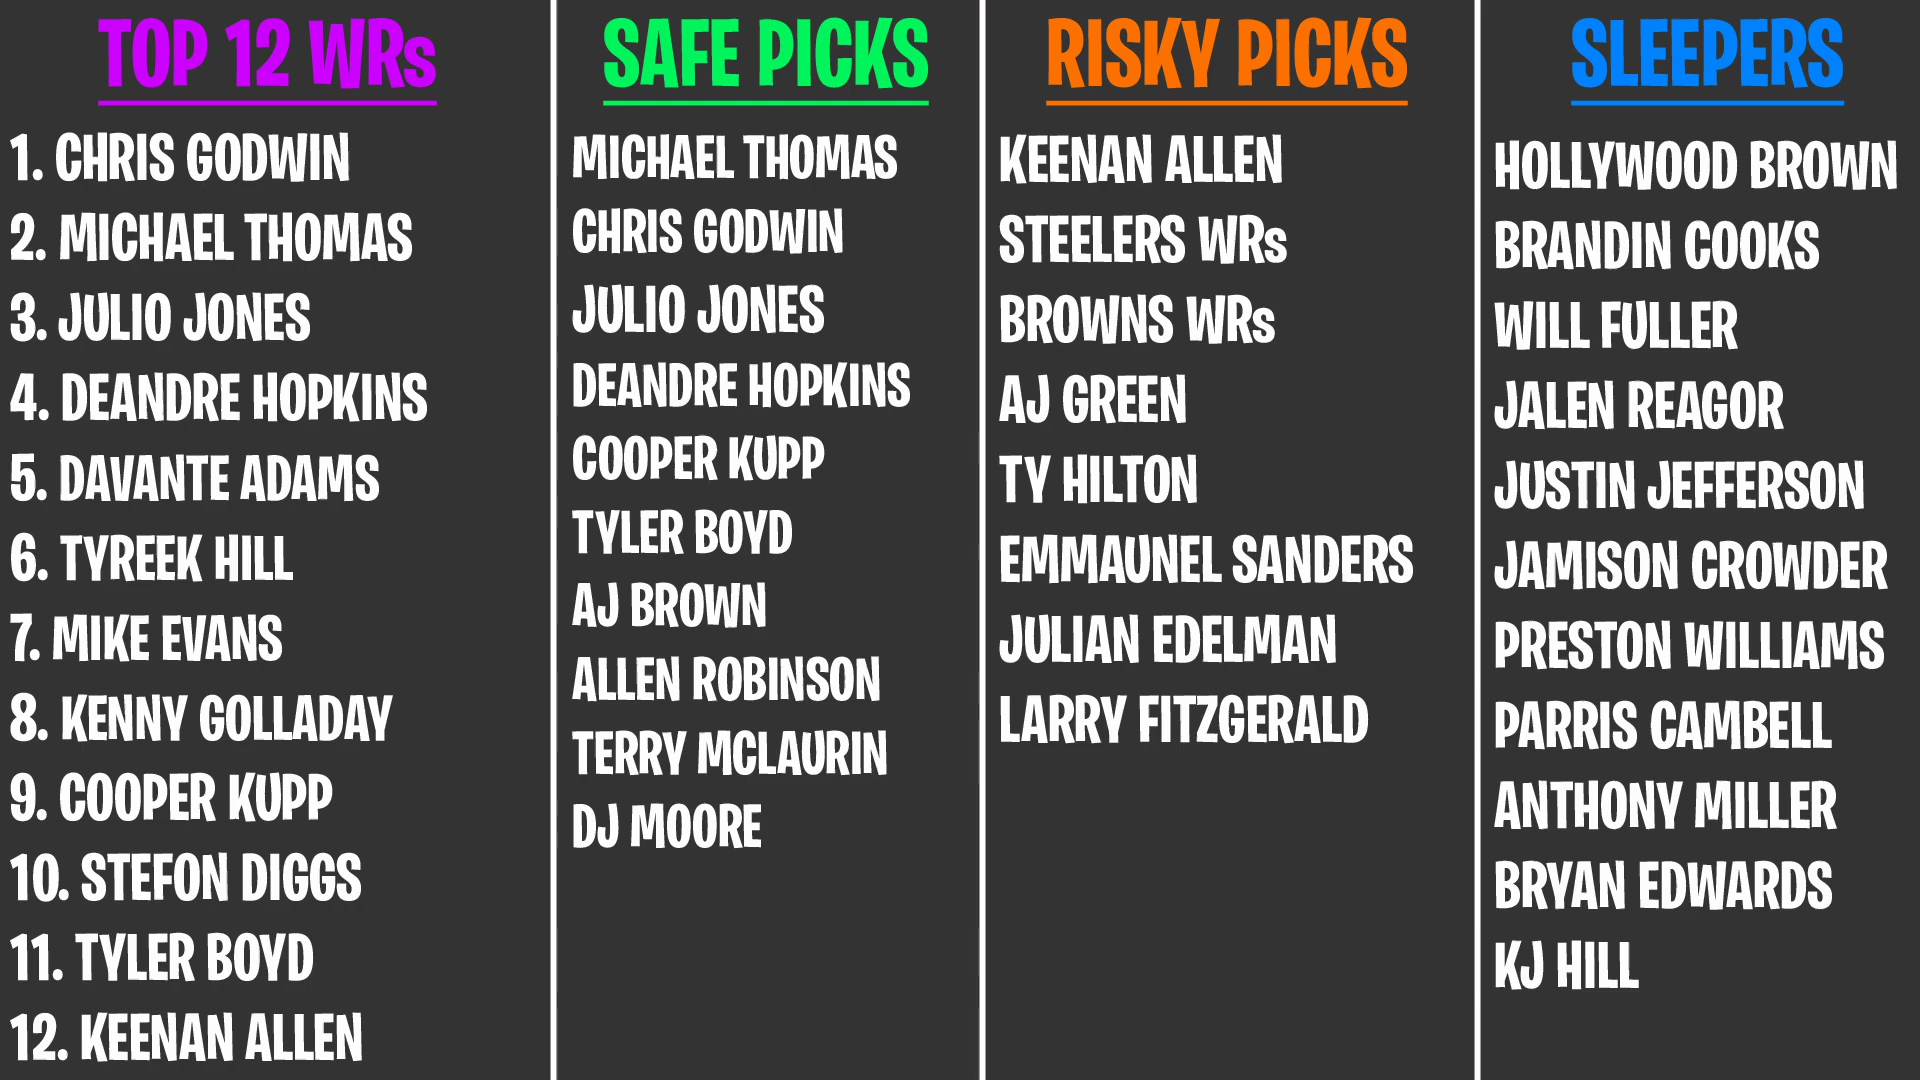 TOP 12 WRs
1. CHRIS GODWIN
2. MICHAEL THOMAS
3. JULIO JONES
4. DEANDRE HOPKINS
5. DAVANTE ADAMS
6. TYREEK HILL
7. MIKE EVANS
8. KENNY GOLLADAY
9. COOPER KUPP
10. STEFON DIGGS
11. TYLER BOYD
12. KEENAN ALLEN
SAFE PICKS
MICHAEL THOMAS
CHRIS GODWIN
JULIO JONES
DEANDRE HOPKINS
COOPER KUPP
TYLER BOYD
AJ BROWN
ALLEN ROBINSON
TERRY MCLAURIN
DJ MOORE
RISKY PICKS
KEENAN ALLEN
STEELERS WRs
BROWNS WRs
AJ GREEN
TY HILTON
EMMAUNEL SANDERS
JULIAN EDELMAN
LARRY FITZGERALD
SLEEPERS
HOLLYWOOD BROWN
BRANDIN COOKS
WILL FULLER
JALEN REAGOR
JUSTIN JEFFERSON
JAMISON CROWDER
PRESTON WILLIAMS
PARRIS CAMBELL
ANTHONY MILLER
BRYAN EDWARDS
KJ HILL